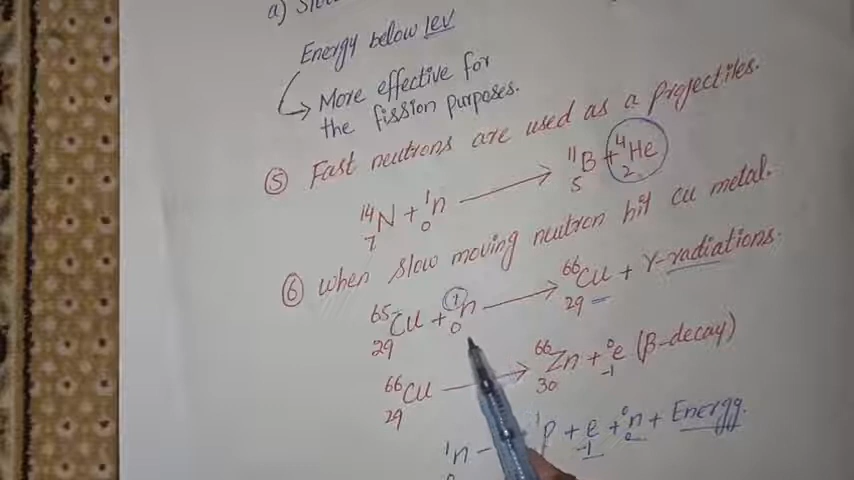 a) Slo
Energy below 1ev
More effective for
the fission purposes.
⑤ Fast neutrons are used as a projectiles.
¹⁴₇N + ¹₀n ⟶ ¹¹₅B + ⁴₂He
⑥ when slow moving neutron hit Cu metal.
⁶⁵₂₉Cu + ¹₀n ⟶ ⁶⁶₂₉Cu + γ-radiations.
⁶⁶₂₉Cu ⟶ ⁶⁶₃₀Zn + ⁰₋₁e (β-decay)
¹₀n – ¹P + ₋₁e + ⁰₀n + Energy.